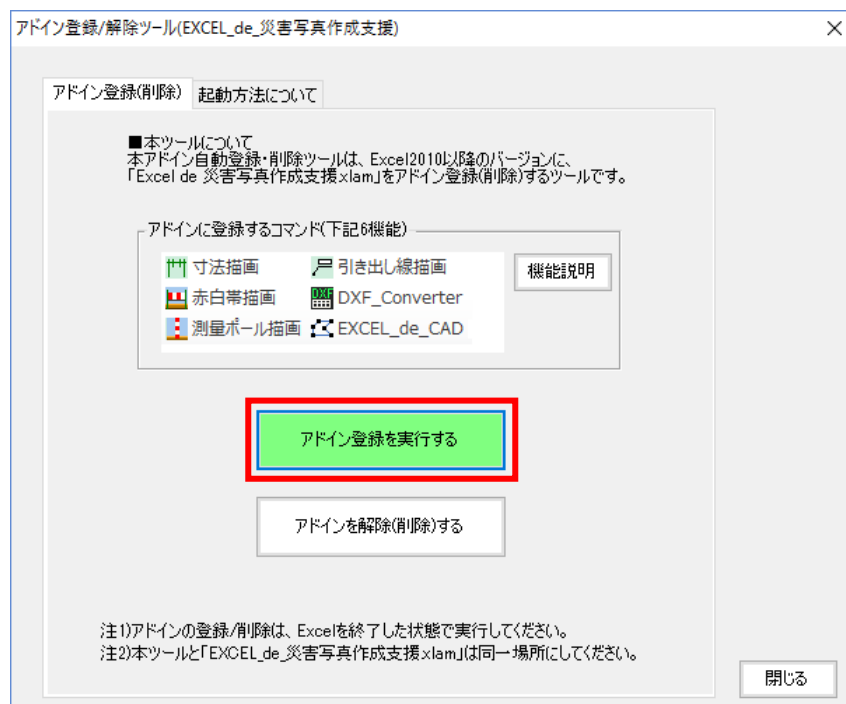 アドイン登録/解除ツール(EXCEL_de_災害写真作成支援)
アドイン登録(削除)
起動方法について
■本ツールについて
本アドイン自動登録・削除ツールは、Excel2010以降のバージョンに、
「Excel de 災害写真作成支援.xlam」をアドイン登録(削除)するツールです。
アドインに登録するコマンド(下記6機能)
寸法描画
引き出し線描画
機能説明
赤白帯描画
DXF DXF_Converter
測量ポール描画
EXCEL_de_CAD
アドイン登録を実行する
アドインを解除(削除)する
注1)アドインの登録/削除は、Excelを終了した状態で実行してください。
注2)本ツールと「EXCEL_de_災害写真作成支援.xlam」は同一場所にしてください。
閉じる